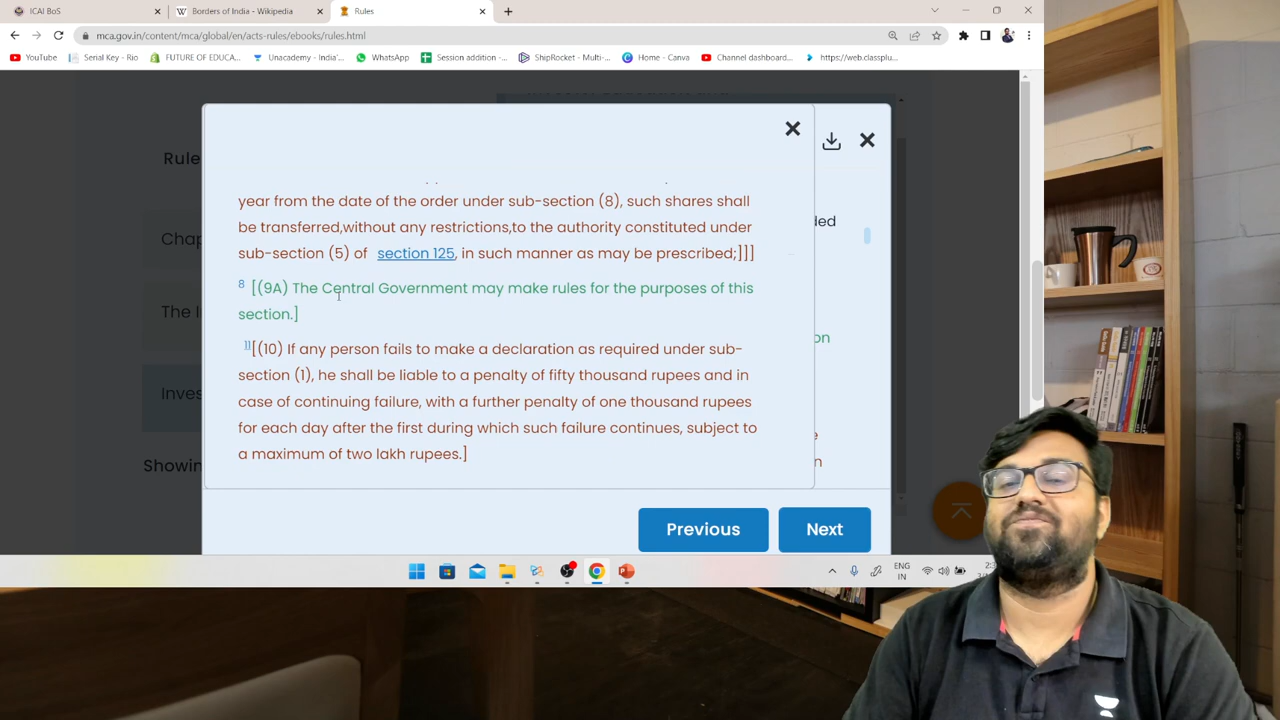 ICAI BoS
Borders of India - Wikipedia
Rules
mca.gov.in/content/mca/global/en/acts-rules/ebooks/rules.html
YouTube
Serial Key - Rio
FUTURE OF EDUCA...
Unacademy - India'...
WhatsApp
Session addition -...
ShipRocket - Multi-...
Home - Canva
Channel dashboard...
https://web.classplu...
year from the date of the order under sub-section (8), such shares shall
be transferred,without any restrictions,to the authority constituted under
sub-section (5) of section 125, in such manner as may be prescribed;]]]
8 [(9A) The Central Government may make rules for the purposes of this
section.]
11[(10) If any person fails to make a declaration as required under sub-
section (1), he shall be liable to a penalty of fifty thousand rupees and in
case of continuing failure, with a further penalty of one thousand rupees
for each day after the first during which such failure continues, subject to
a maximum of two lakh rupees.]
Rule
Chap
The I
Inves
Showin
ded
on
e
n
Previous
Next
ENG
IN